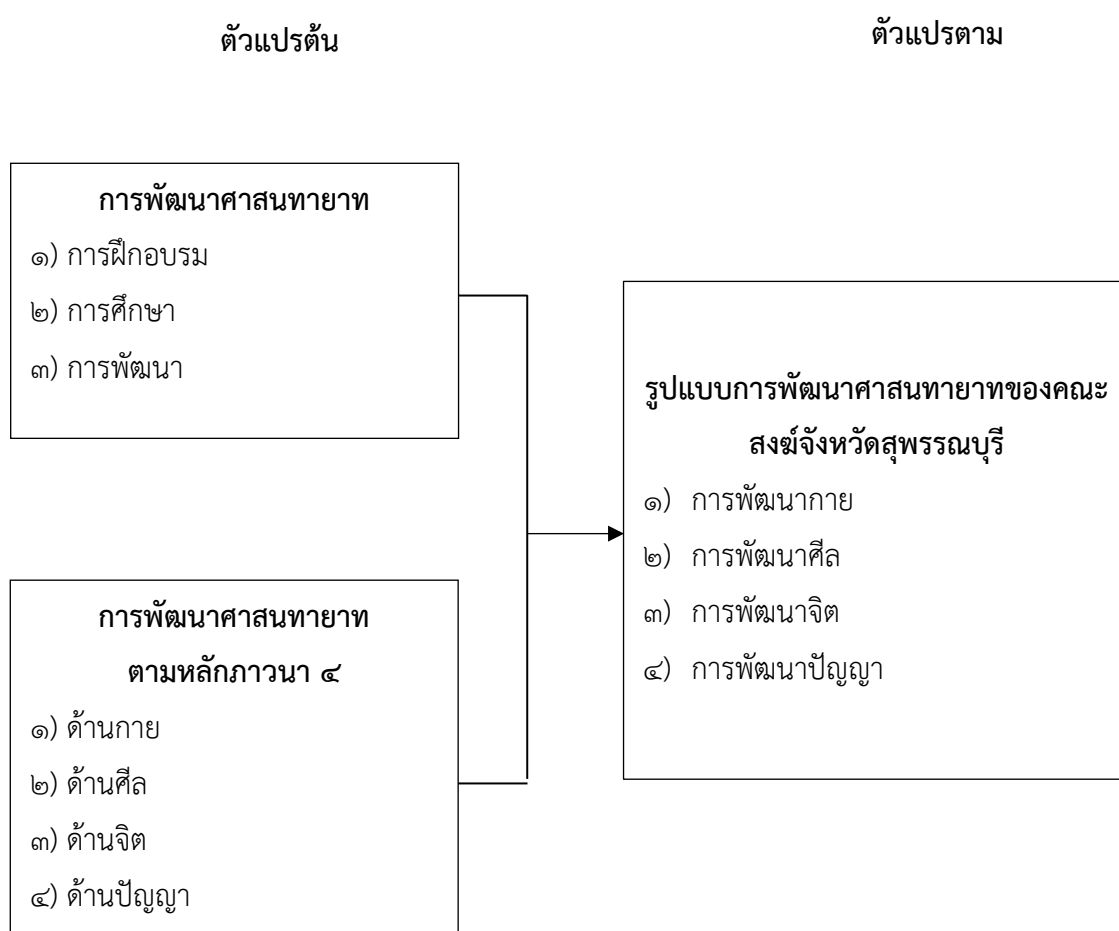 ตัวแปรต้น
ตัวแปรตาม
การพัฒนาศาสนทายาท
๑) การฝึกอบรม
๒) การศึกษา
๓) การพัฒนา
การพัฒนาศาสนทายาท
ตามหลักภาวนา ๔
๑) ด้านกาย
๒) ด้านศีล
๓) ด้านจิต
๔) ด้านปัญญา
รูปแบบการพัฒนาศาสนทายาทของคณะ
สงฆ์จังหวัดสุพรรณบุรี
๑) การพัฒนากาย
๒) การพัฒนาศีล
๓) การพัฒนาจิต
๔) การพัฒนาปัญญา